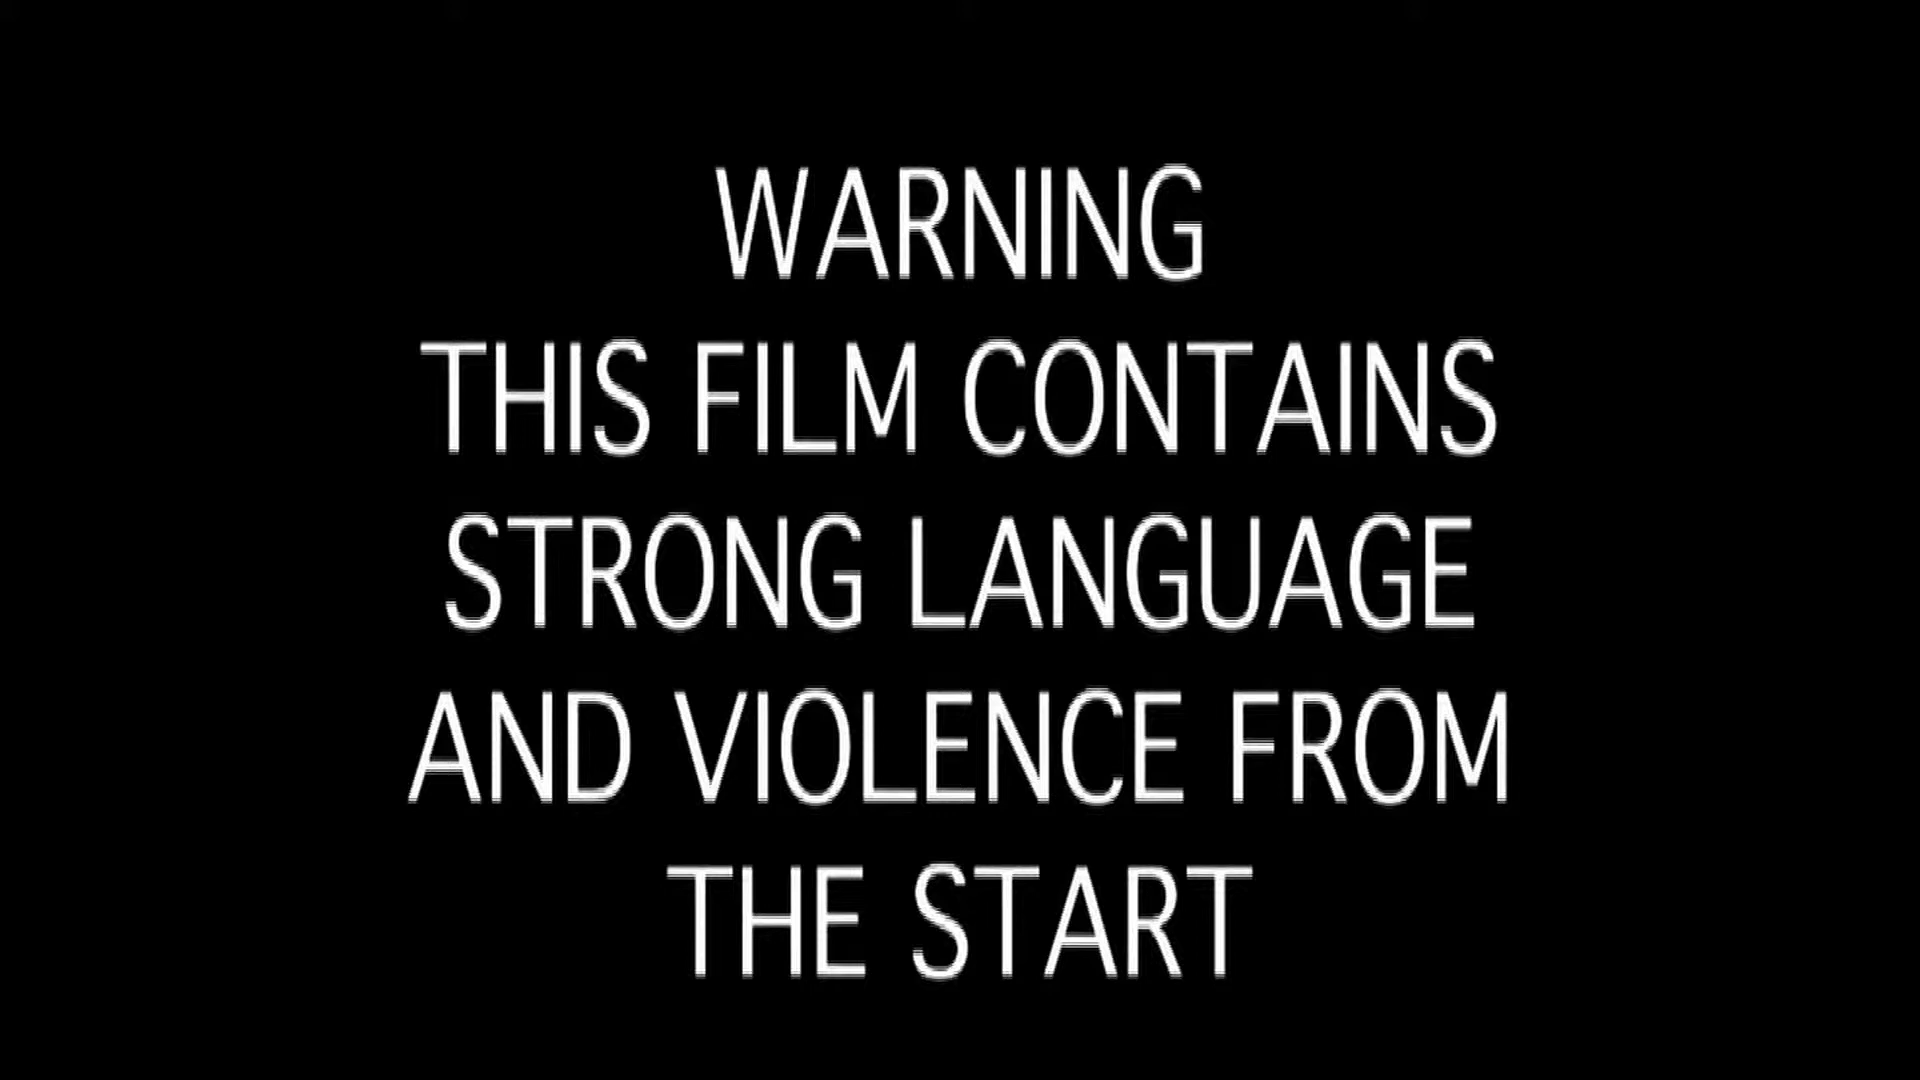 WARNING
THIS FILM CONTAINS
STRONG LANGUAGE
AND VIOLENCE FROM
THE START